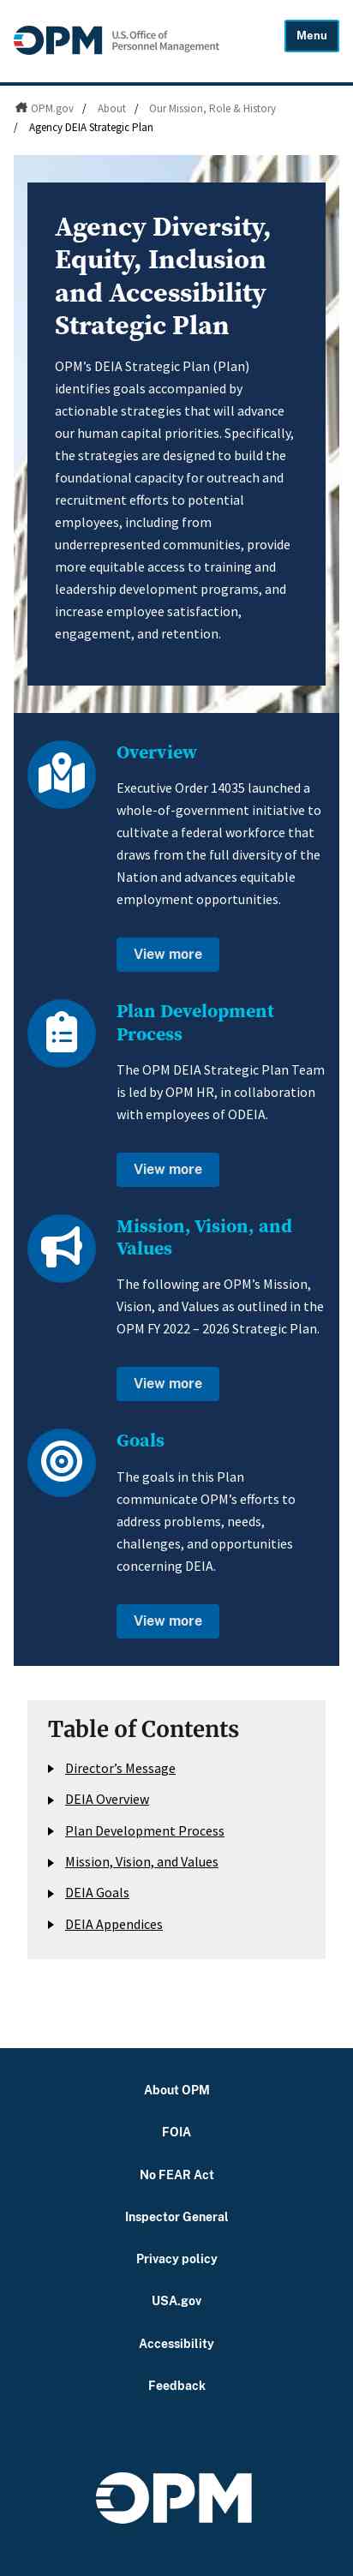 OPM U.S. Office of
Personnel Management
Menu
OPM.gov / About / Our Mission, Role & History
/ Agency DEIA Strategic Plan
Agency Diversity,
Equity, Inclusion
and Accessibility
Strategic Plan
OPM’s DEIA Strategic Plan (Plan)
identifies goals accompanied by
actionable strategies that will advance
our human capital priorities. Specifically,
the strategies are designed to build the
foundational capacity for outreach and
recruitment efforts to potential
employees, including from
underrepresented communities, provide
more equitable access to training and
leadership development programs, and
increase employee satisfaction,
engagement, and retention.
Overview
Executive Order 14035 launched a
whole-of-government initiative to
cultivate a federal workforce that
draws from the full diversity of the
Nation and advances equitable
employment opportunities.
View more
Plan Development
Process
The OPM DEIA Strategic Plan Team
is led by OPM HR, in collaboration
with employees of ODEIA.
View more
Mission, Vision, and
Values
The following are OPM’s Mission,
Vision, and Values as outlined in the
OPM FY 2022 – 2026 Strategic Plan.
View more
Goals
The goals in this Plan
communicate OPM’s efforts to
address problems, needs,
challenges, and opportunities
concerning DEIA.
View more
Table of Contents
Director’s Message
DEIA Overview
Plan Development Process
Mission, Vision, and Values
DEIA Goals
DEIA Appendices
About OPM
FOIA
No FEAR Act
Inspector General
Privacy policy
USA.gov
Accessibility
Feedback
OPM